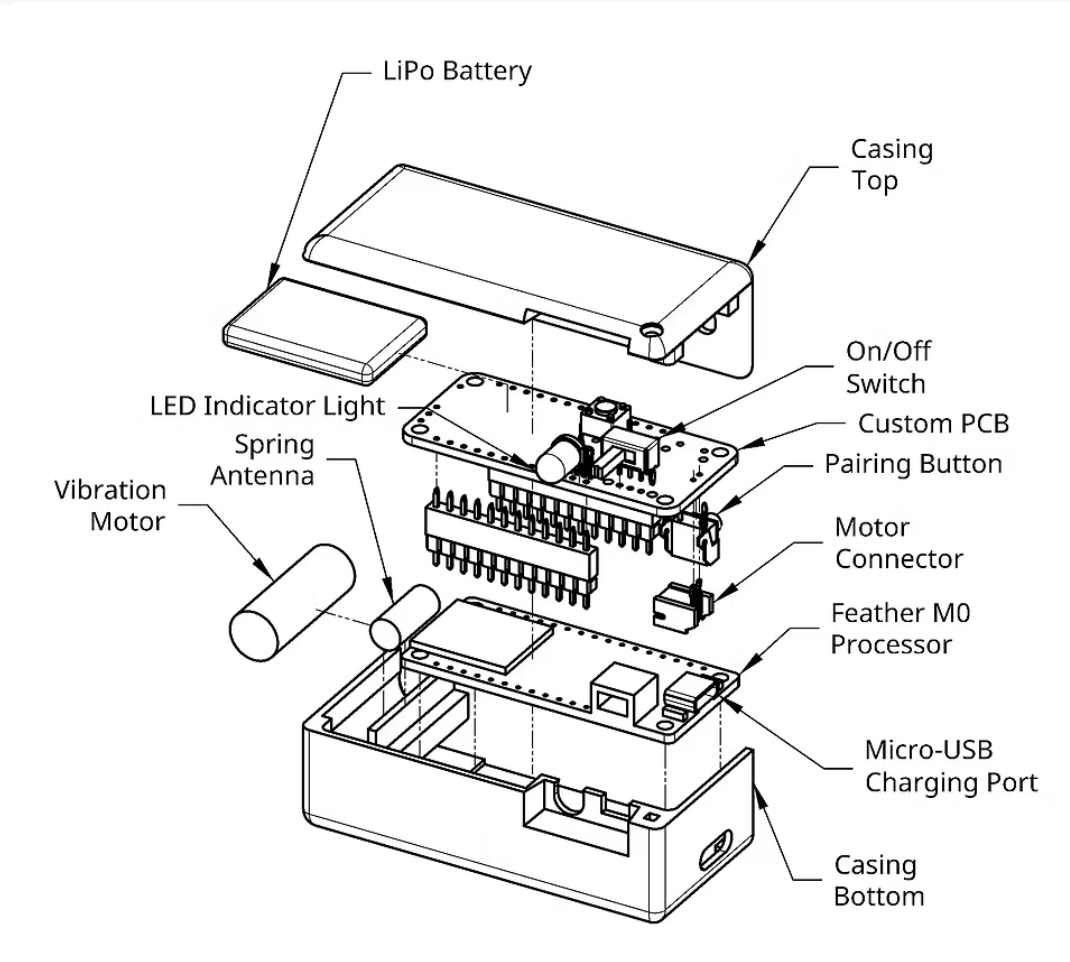 LiPo Battery
Casing
Top
On/Off
Switch
LED Indicator Light
Custom PCB
Spring
Antenna
Pairing Button
Vibration
Motor
Motor
Connector
Feather M0
Processor
Micro-USB
Charging Port
Casing
Bottom